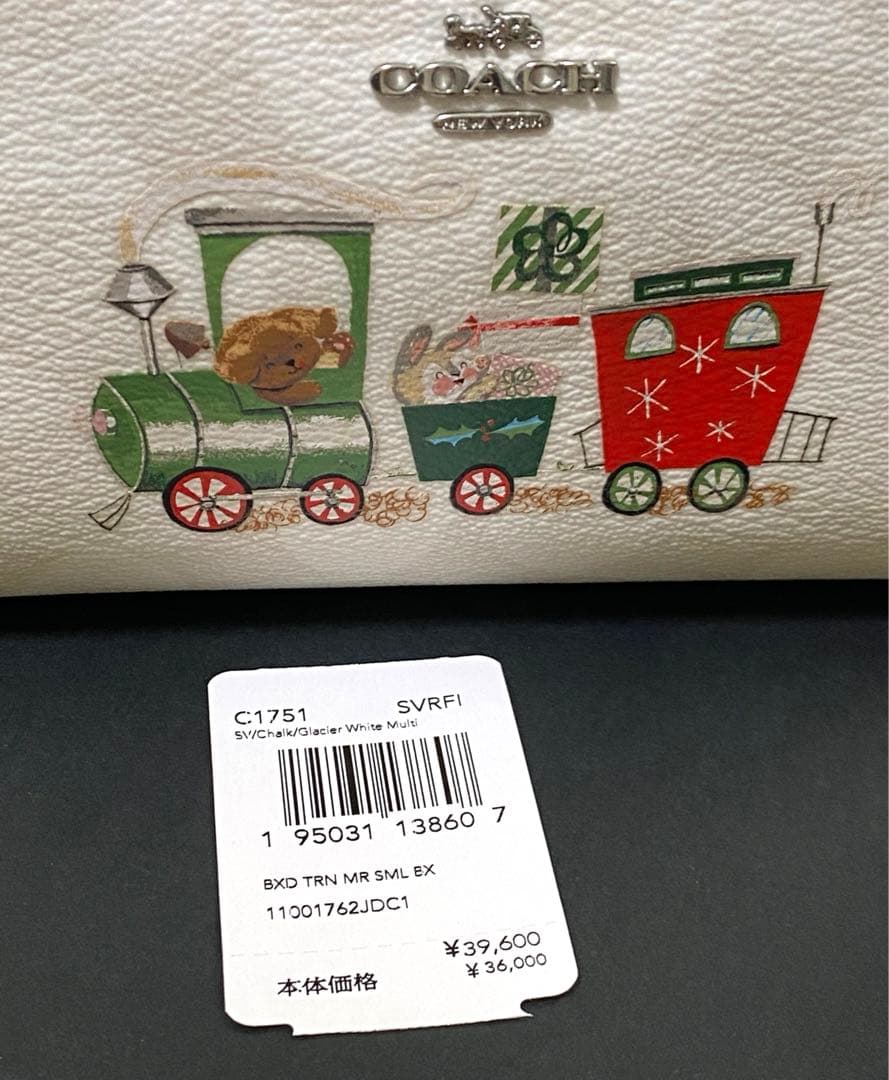 COACH
NEW YORK
C1751 SVRFI
SV/Chalk/Glacier White Multi
1 95031 13860 7
BXD TRN MR SML EX
11001762JDC1
¥39,600
¥36,000
本体価格